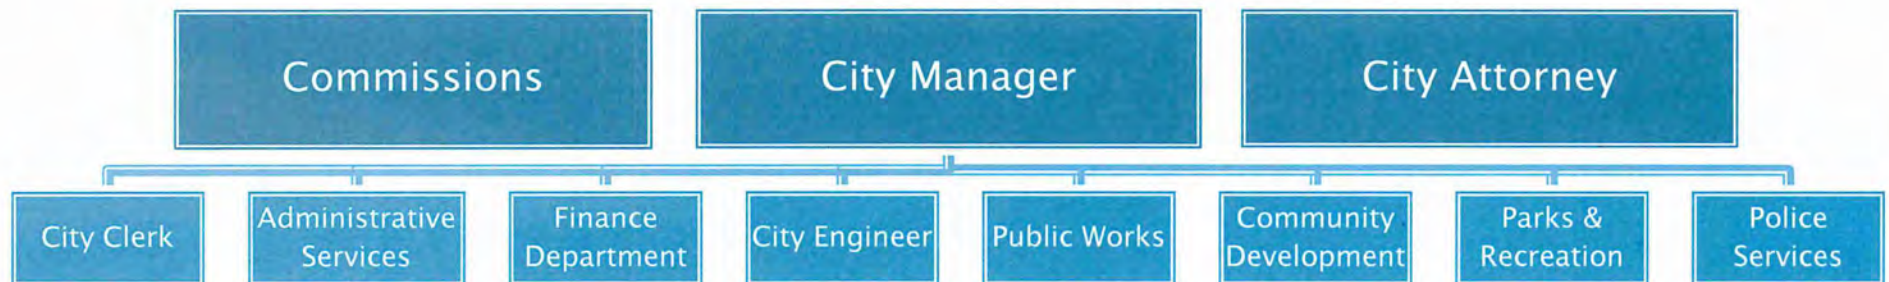 Commissions
City Manager
City Attorney
City Clerk
Administrative
Services
Finance
Department
City Engineer
Public Works
Community
Development
Parks &
Recreation
Police
Services